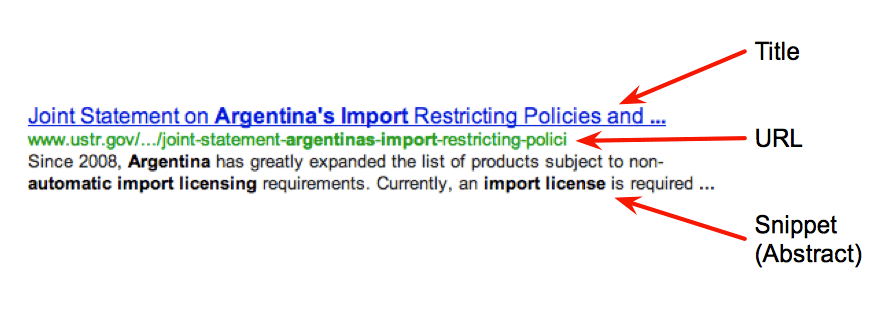 Title
Joint Statement on Argentina's Import Restricting Policies and ...
www.ustr.gov/.../joint-statement-argentinas-import-restricting-polici
URL
Since 2008, Argentina has greatly expanded the list of products subject to non-
automatic import licensing requirements. Currently, an import license is required ...
Snippet
(Abstract)